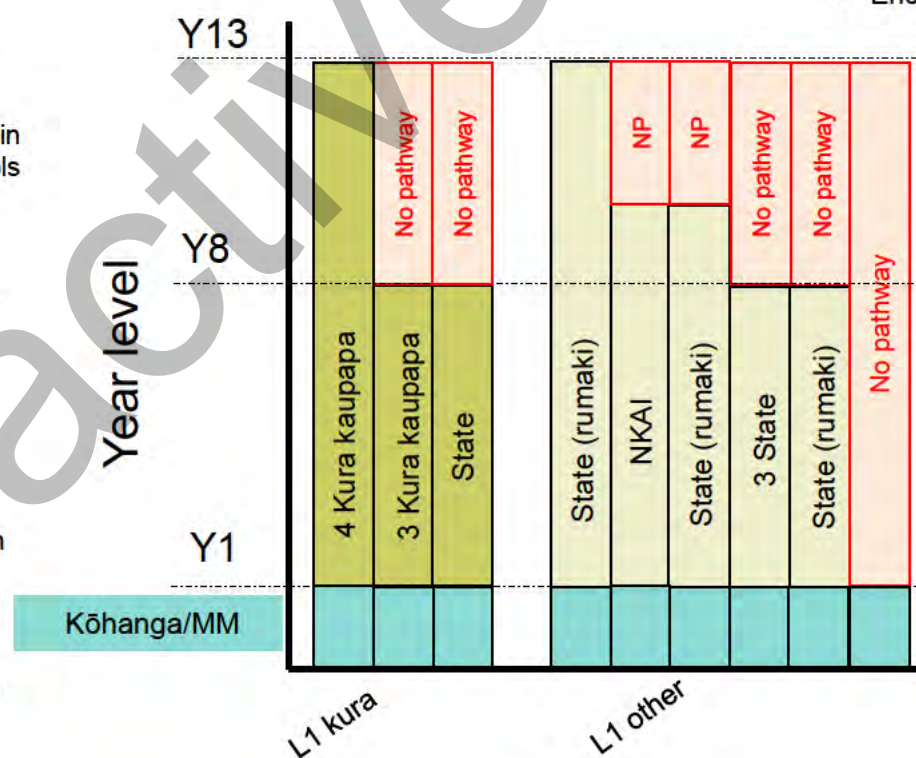 Y13
in
No pathway
No pathway
NP
NP
No pathway
No pathway
Y8
Year level
No pathway
4 Kura kaupapa
3 Kura kaupapa
State
State (rumaki)
NKAI
State (rumaki)
3 State
State (rumaki)
Y1
Kōhanga/MM
L1 kura
L1 other